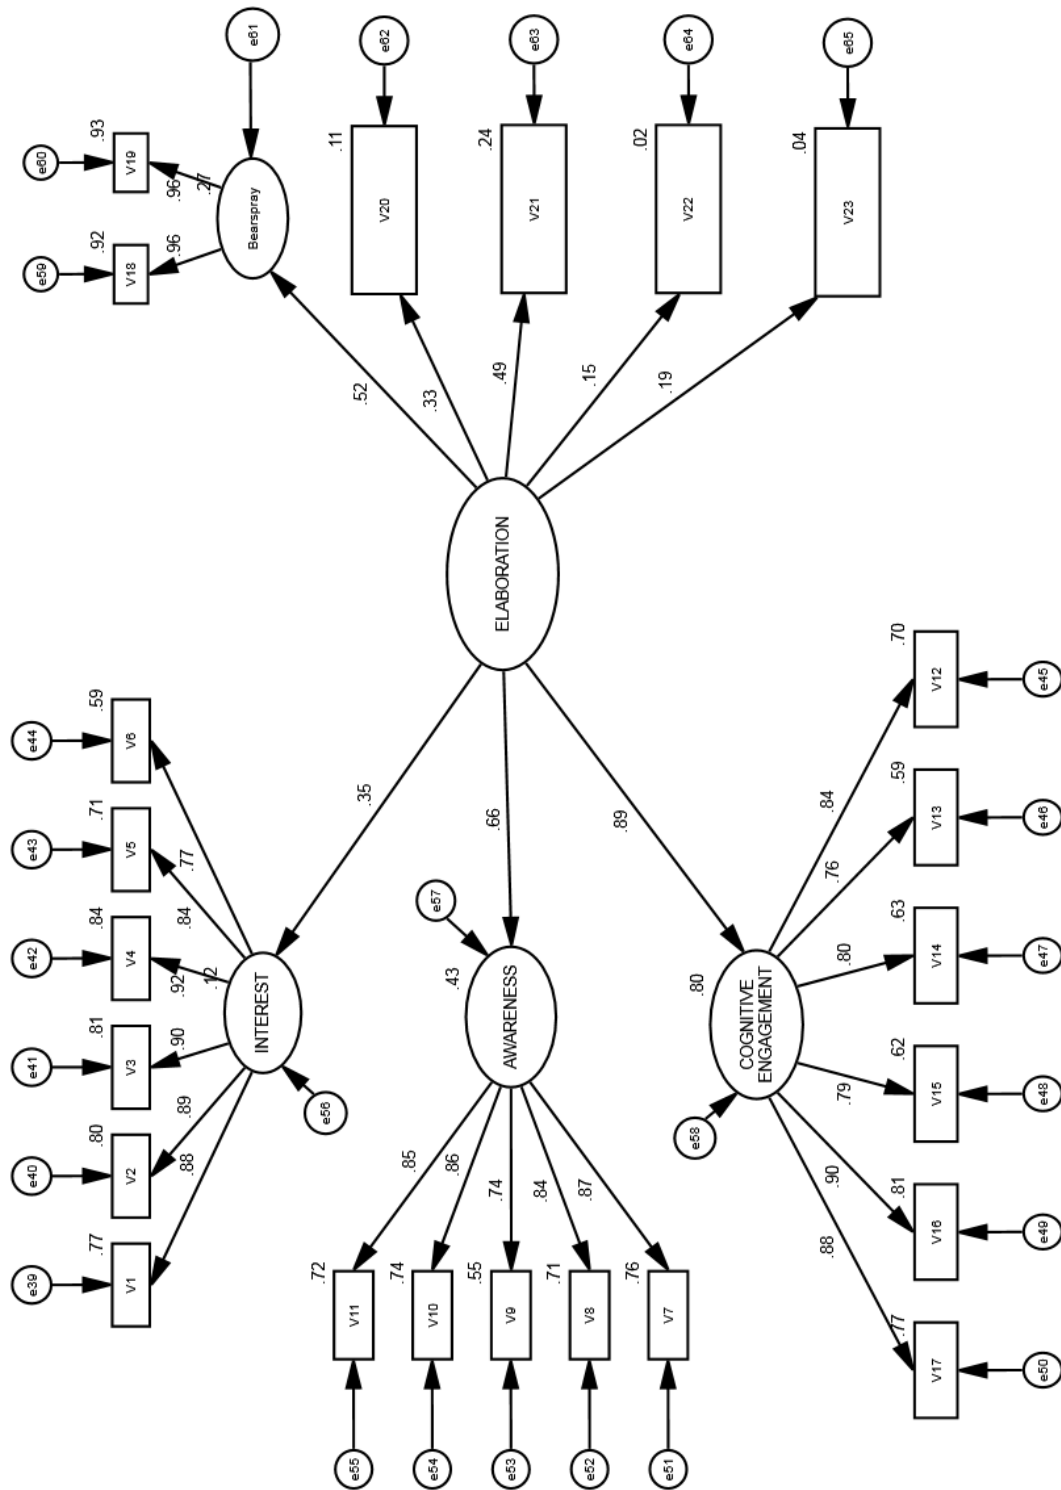 e39 e40 e41 e42 e43 e44 e59 e60
.77 .80 .81 .84 .71 .59 .92 .93
V1 V2 V3 V4 V5 V6 V18 V19
.88 .89 .90 .92 .84 .77 .96 .96
.12 .27
INTEREST Bearspray e61
e56
.72 .11
e55 V11 .85 .35 .52 V20 e62
.74 .33
e54 V10 .86 e57
.55 .43
e53 V9 .74 AWARENESS .66 ELABORATION .49 .24
V21 e63
.71
e52 V8 .84 .15
.76
e51 V7 .87 .89 .02
V22 e64
e58 .80 .19
COGNITIVE
ENGAGEMENT
.04
V23 e65
.88 .90 .79 .80 .76 .84
.77 .81 .62 .63 .59 .70
V17 V16 V15 V14 V13 V12
e50 e49 e48 e47 e46 e45